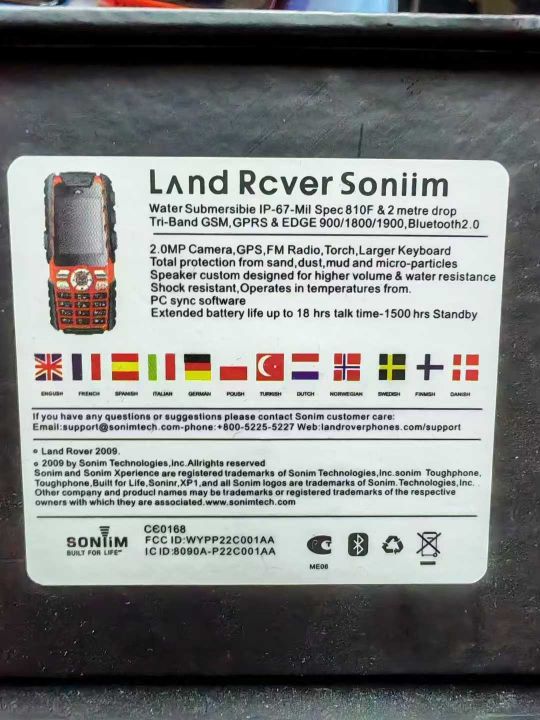 LΛnd Rcver Soniim
Water Submersibie IP-67-Mil Spec 810F & 2 metre drop
Tri-Band GSM,GPRS & EDGE 900/1800/1900,Bluetooth2.0
2.0MP Camera,GPS,FM Radio,Torch,Larger Keyboard
Total protection from sand,dust,mud and micro-particles
Speaker custom designed for higher volume & water resistance
Shock resistant,Operates in temperatures from.
PC sync software
Extended battery life up to 18 hrs talk time-1500 hrs Standby
ENGLISH FRENCH SPANISH ITALIAN GERMAN POLISH TURKISH DUTCH NORWEGIAN SWEDISH FINNISH DANISH
If you have any questions or suggestions please contact Sonim customer care:
Email:support@sonimtech.com-phone:+800-5225-5227 Web:landroverphones.com/support
Land Rover 2009.
2009 by Sonim Technologies,Inc.Allrights reserved
Sonim and Sonim Xperience are registered trademarks of Sonim Technologies,Inc.sonim Toughphone,
Toughphone,Built for Life,Soninr,XP1,and all Sonim logos are trademarks of Sonim.Technologies,Inc.
Other company and producl names may be trademarks or registered trademarks of the respective
owners with which they are associated.www.sonimtech.com
SONIIM
BUILT FOR LIFE™
CE0168
FCC ID:WYPP22C001AA
IC ID:8090A-P22C001AA
ME06